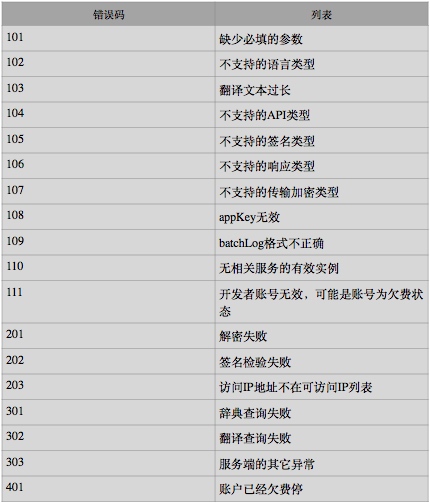 错误码 列表
101 缺少必填的参数
102 不支持的语言类型
103 翻译文本过长
104 不支持的API类型
105 不支持的签名类型
106 不支持的响应类型
107 不支持的传输加密类型
108 appKey无效
109 batchLog格式不正确
110 无相关服务的有效实例
111 开发者账号无效，可能是账号为欠费状
态
201 解密失败
202 签名检验失败
203 访问IP地址不在可访问IP列表
301 辞典查询失败
302 翻译查询失败
303 服务端的其它异常
401 账户已经欠费停